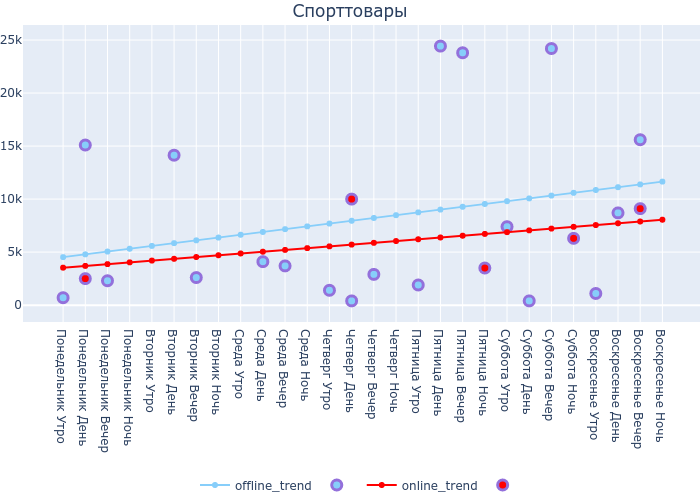 Спорттовары
25k
20k
15k
10k
5k
0
Понедельник Утро
Понедельник День
Понедельник Вечер
Понедельник Ночь
Вторник Утро
Вторник День
Вторник Вечер
Вторник Ночь
Среда Утро
Среда День
Среда Вечер
Среда Ночь
Четверг Утро
Четверг День
Четверг Вечер
Четверг Ночь
Пятница Утро
Пятница День
Пятница Вечер
Пятница Ночь
Суббота Утро
Суббота День
Суббота Вечер
Суббота Ночь
Воскресенье Утро
Воскресенье День
Воскресенье Вечер
Воскресенье Ночь
offline_trend online_trend